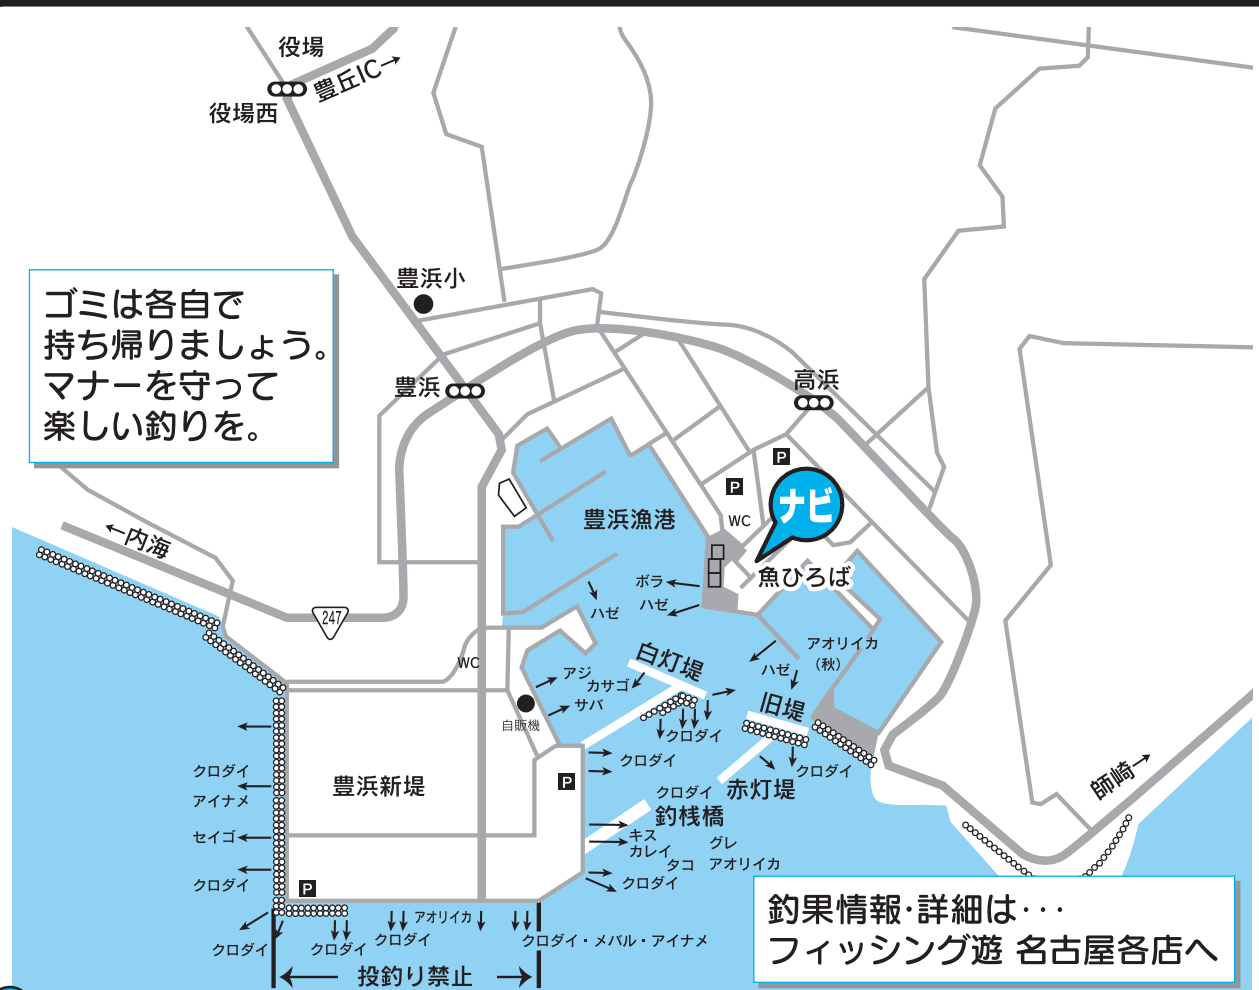 役場
豊丘IC→
役場西
豊浜小
ゴミは各自で
持ち帰りましょう。
マナーを守って
楽しい釣りを。
豊浜
高浜
P
P
ナビ
WC
豊浜漁港
←内海
魚ひろば
ボラ
ハゼ
ハゼ
247
アオリイカ
(秋)
WC
白灯堤
アジ
カサゴ
サバ
ハゼ
旧堤
自販機
クロダイ
クロダイ
クロダイ
クロダイ
アイナメ
セイゴ
クロダイ
豊浜新堤
P
クロダイ
赤灯堤
師崎→
釣桟橋
キス
カレイ
グレ
タコ
アオリイカ
クロダイ
P
クロダイ
クロダイ
クロダイ
アオリイカ
クロダイ・メバル・アイナメ
投釣り禁止
釣果情報・詳細は・・・
フィッシング遊 名古屋各店へ